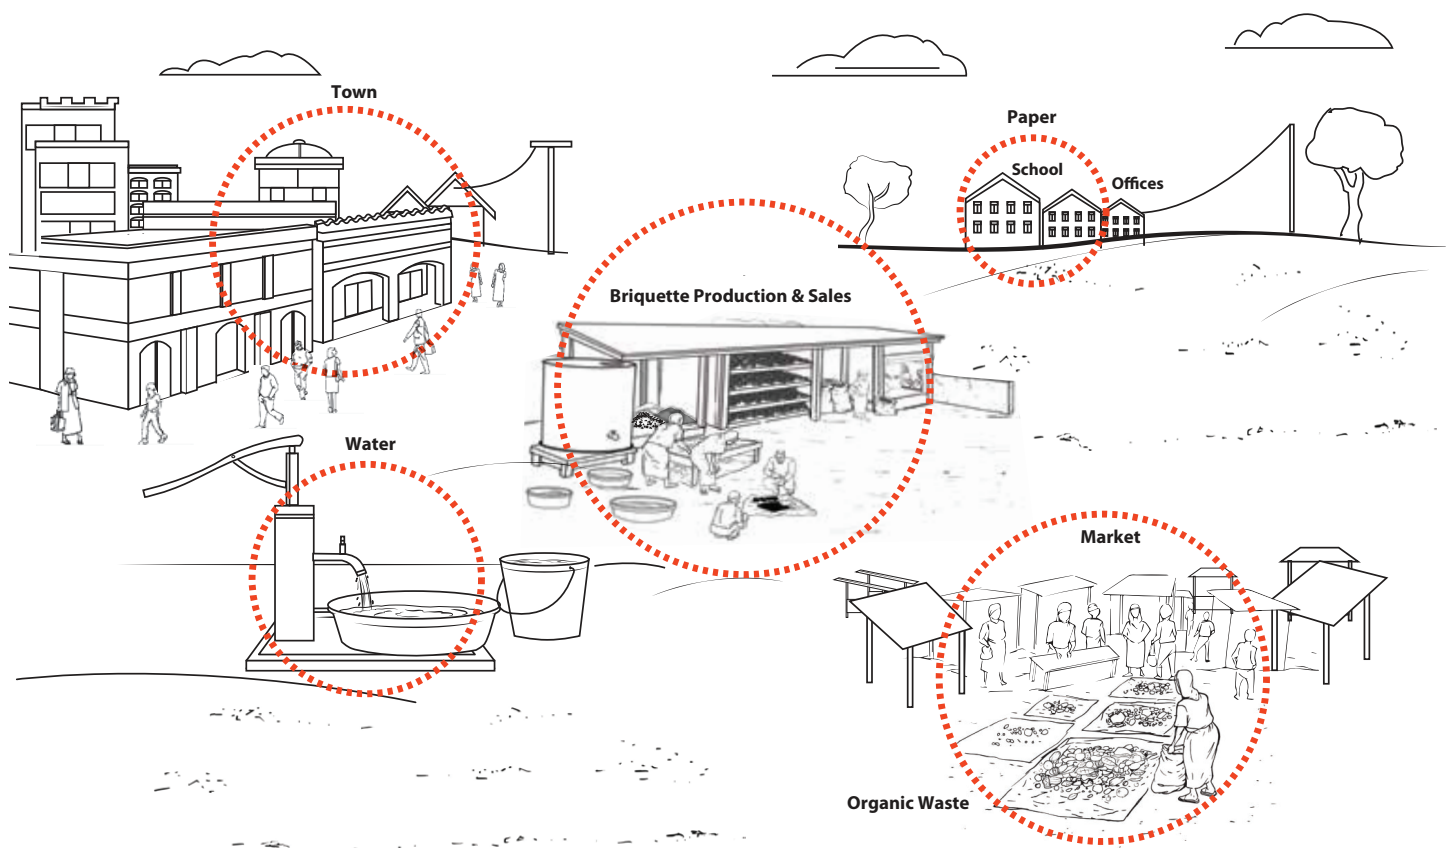 Town
Paper
School
Offices
Briquette Production & Sales
Water
Market
Organic Waste